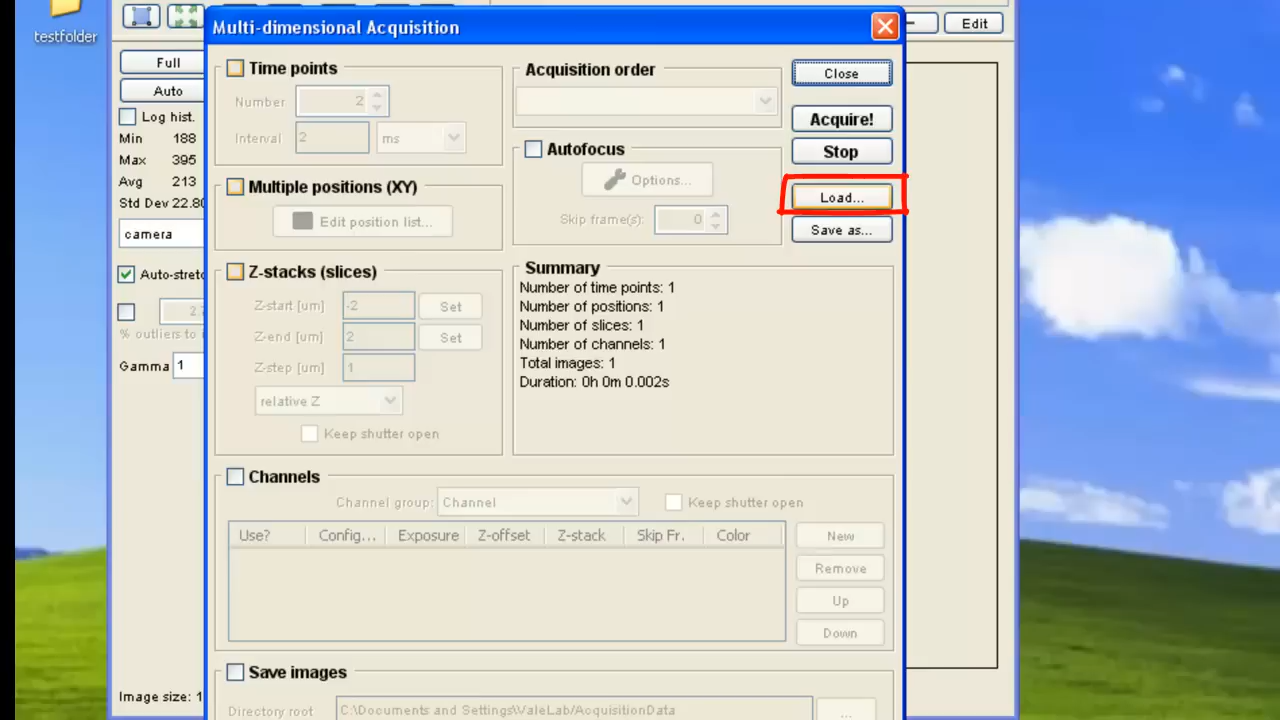 testfolder
Edit
Full
Auto
Log hist.
Min 188
Max 395
Avg 213
Std Dev 22.80
camera
Auto-stretc
% outliers to i
Gamma 1
Image size: 1
Multi-dimensional Acquisition
Time points
Number 2
Interval 2 ms
Multiple positions (XY)
Edit position list...
Z-stacks (slices)
Z-start [um] -2 Set
Z-end [um] 2 Set
Z-step [um] 1
relative Z
Keep shutter open
Acquisition order
Autofocus
Options...
Skip frame(s): 0
Close
Acquire!
Stop
Load...
Save as...
Summary
Number of time points: 1
Number of positions: 1
Number of slices: 1
Number of channels: 1
Total images: 1
Duration: 0h 0m 0.002s
Channels
Channel group: Channel Keep shutter open
Use? Config... Exposure Z-offset Z-stack Skip Fr. Color
New
Remove
Up
Down
Save images
Directory root C:\Documents and Settings\ValeLab/AcquisitionData ...